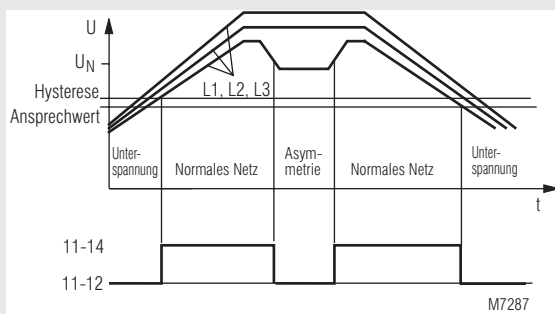 U
U_N
L1, L2, L3
Hysterese
Ansprechwert
Unter-
spannung
Normales Netz
Asym-
metrie
Normales Netz
Unter-
spannung
t
11-14
11-12
M7287